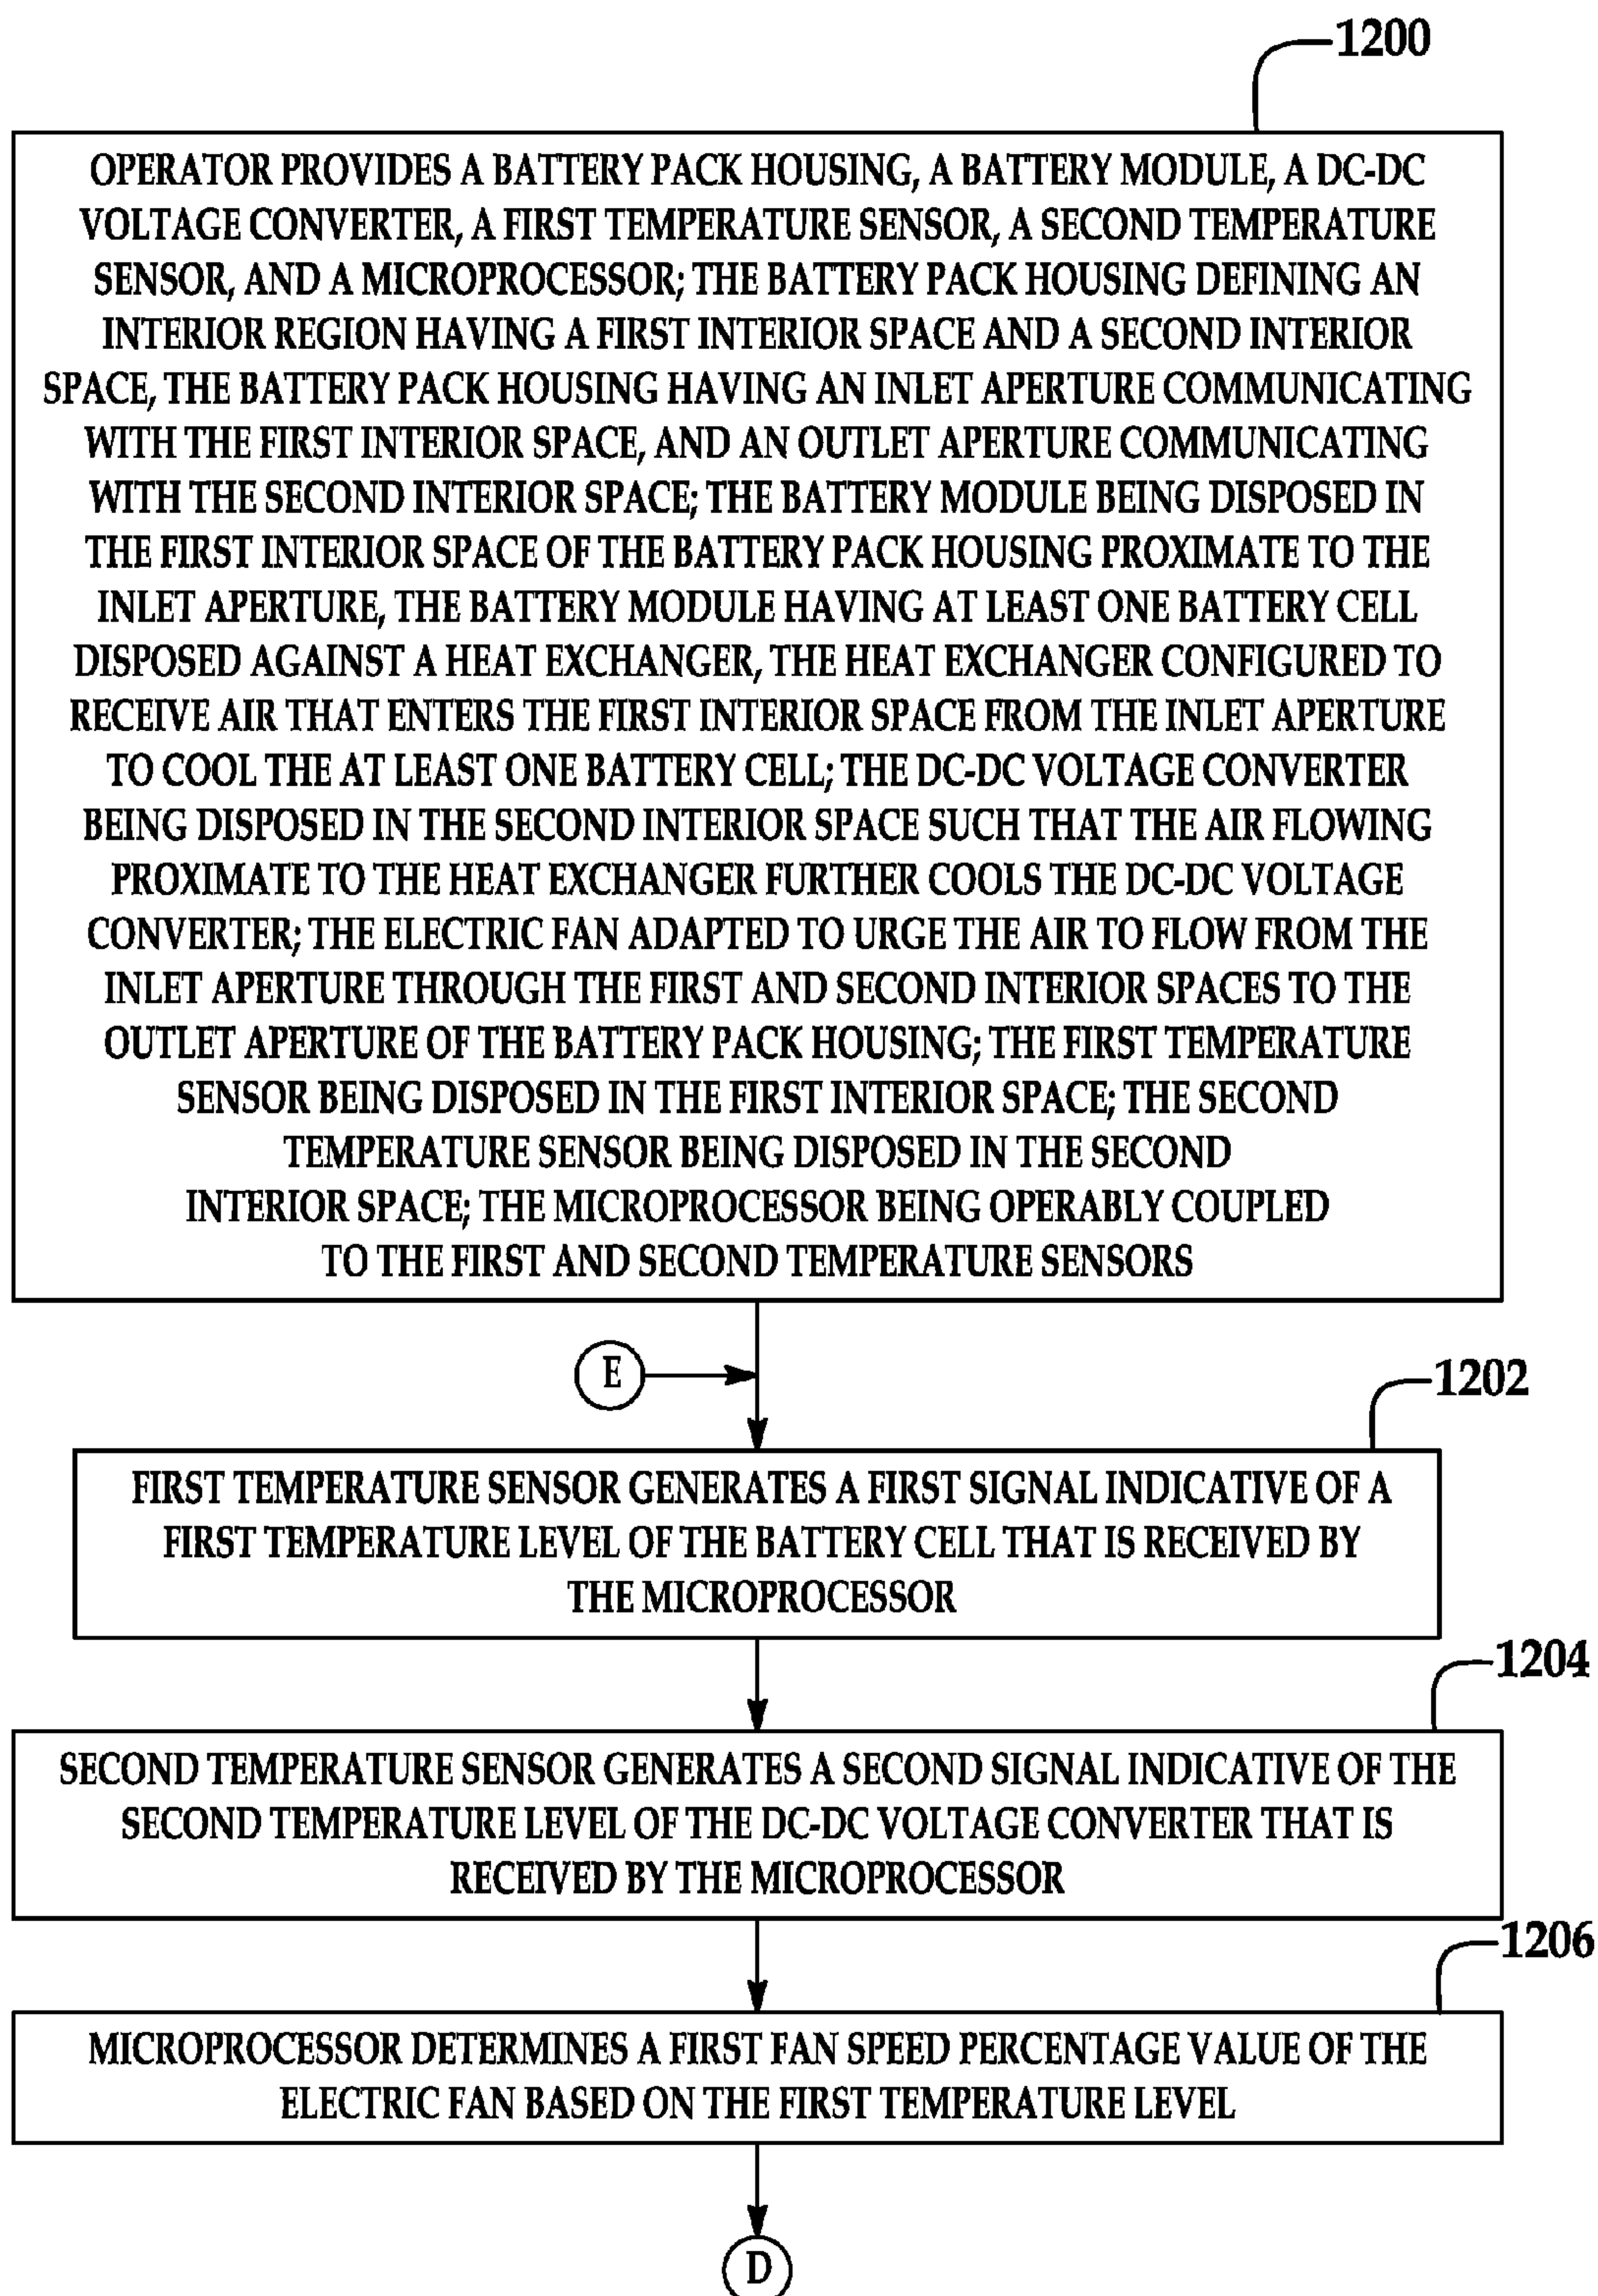 1200
OPERATOR PROVIDES A BATTERY PACK HOUSING, A BATTERY MODULE, A DC-DC
VOLTAGE CONVERTER, A FIRST TEMPERATURE SENSOR, A SECOND TEMPERATURE
SENSOR, AND A MICROPROCESSOR; THE BATTERY PACK HOUSING DEFINING AN
INTERIOR REGION HAVING A FIRST INTERIOR SPACE AND A SECOND INTERIOR
SPACE, THE BATTERY PACK HOUSING HAVING AN INLET APERTURE COMMUNICATING
WITH THE FIRST INTERIOR SPACE, AND AN OUTLET APERTURE COMMUNICATING
WITH THE SECOND INTERIOR SPACE; THE BATTERY MODULE BEING DISPOSED IN
THE FIRST INTERIOR SPACE OF THE BATTERY PACK HOUSING PROXIMATE TO THE
INLET APERTURE, THE BATTERY MODULE HAVING AT LEAST ONE BATTERY CELL
DISPOSED AGAINST A HEAT EXCHANGER, THE HEAT EXCHANGER CONFIGURED TO
RECEIVE AIR THAT ENTERS THE FIRST INTERIOR SPACE FROM THE INLET APERTURE
TO COOL THE AT LEAST ONE BATTERY CELL; THE DC-DC VOLTAGE CONVERTER
BEING DISPOSED IN THE SECOND INTERIOR SPACE SUCH THAT THE AIR FLOWING
PROXIMATE TO THE HEAT EXCHANGER FURTHER COOLS THE DC-DC VOLTAGE
CONVERTER; THE ELECTRIC FAN ADAPTED TO URGE THE AIR TO FLOW FROM THE
INLET APERTURE THROUGH THE FIRST AND SECOND INTERIOR SPACES TO THE
OUTLET APERTURE OF THE BATTERY PACK HOUSING; THE FIRST TEMPERATURE
SENSOR BEING DISPOSED IN THE FIRST INTERIOR SPACE; THE SECOND
TEMPERATURE SENSOR BEING DISPOSED IN THE SECOND
INTERIOR SPACE; THE MICROPROCESSOR BEING OPERABLY COUPLED
TO THE FIRST AND SECOND TEMPERATURE SENSORS
E
1202
FIRST TEMPERATURE SENSOR GENERATES A FIRST SIGNAL INDICATIVE OF A
FIRST TEMPERATURE LEVEL OF THE BATTERY CELL THAT IS RECEIVED BY
THE MICROPROCESSOR
1204
SECOND TEMPERATURE SENSOR GENERATES A SECOND SIGNAL INDICATIVE OF THE
SECOND TEMPERATURE LEVEL OF THE DC-DC VOLTAGE CONVERTER THAT IS
RECEIVED BY THE MICROPROCESSOR
1206
MICROPROCESSOR DETERMINES A FIRST FAN SPEED PERCENTAGE VALUE OF THE
ELECTRIC FAN BASED ON THE FIRST TEMPERATURE LEVEL
D